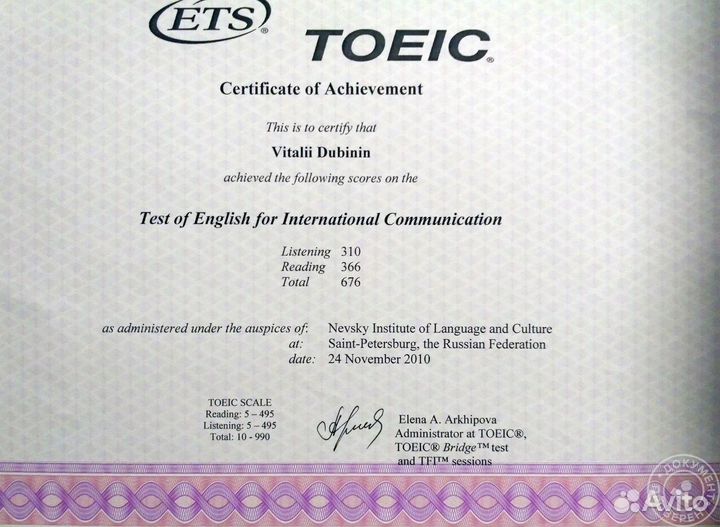 ETS®
TOEIC®
Certificate of Achievement
This is to certify that
Vitalii Dubinin
achieved the following scores on the
Test of English for International Communication
Listening 310
Reading 366
Total 676
as administered under the auspices of: Nevsky Institute of Language and Culture
at: Saint-Petersburg, the Russian Federation
date: 24 November 2010
TOEIC SCALE
Reading: 5 – 495
Listening: 5 – 495
Total: 10 - 990
Elena A. Arkhipova
Administrator at TOEIC®,
TOEIC® Bridge™ test
and TFI™ sessions
ДОКУМЕНТ
Avito